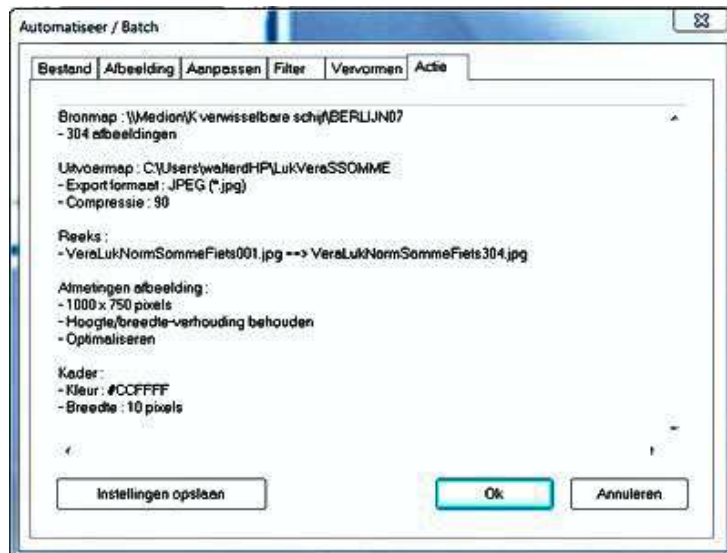 Automatiseer / Batch
Bestand Afbeelding Aanpassen Filter Vervormen Actie
Bronmap : \\Medion\K verwisselbare schijf\BERLIJN07
- 304 afbeeldingen
Uitvoermap : C:\Users\walterdHP\LukVeraSSOMME
- Export formaat : JPEG (*.jpg)
- Compressie : 90
Reeks :
- VeraLukNormSommeFiets001.jpg --> VeraLukNormSommeFiets304.jpg
Afmetingen afbeelding :
- 1000 x 750 pixels
- Hoogte/breedte-verhouding behouden
- Optimaliseren
Kader :
- Kleur : #CCFFFF
- Breedte : 10 pixels
Instellingen opslaan Ok Annuleren